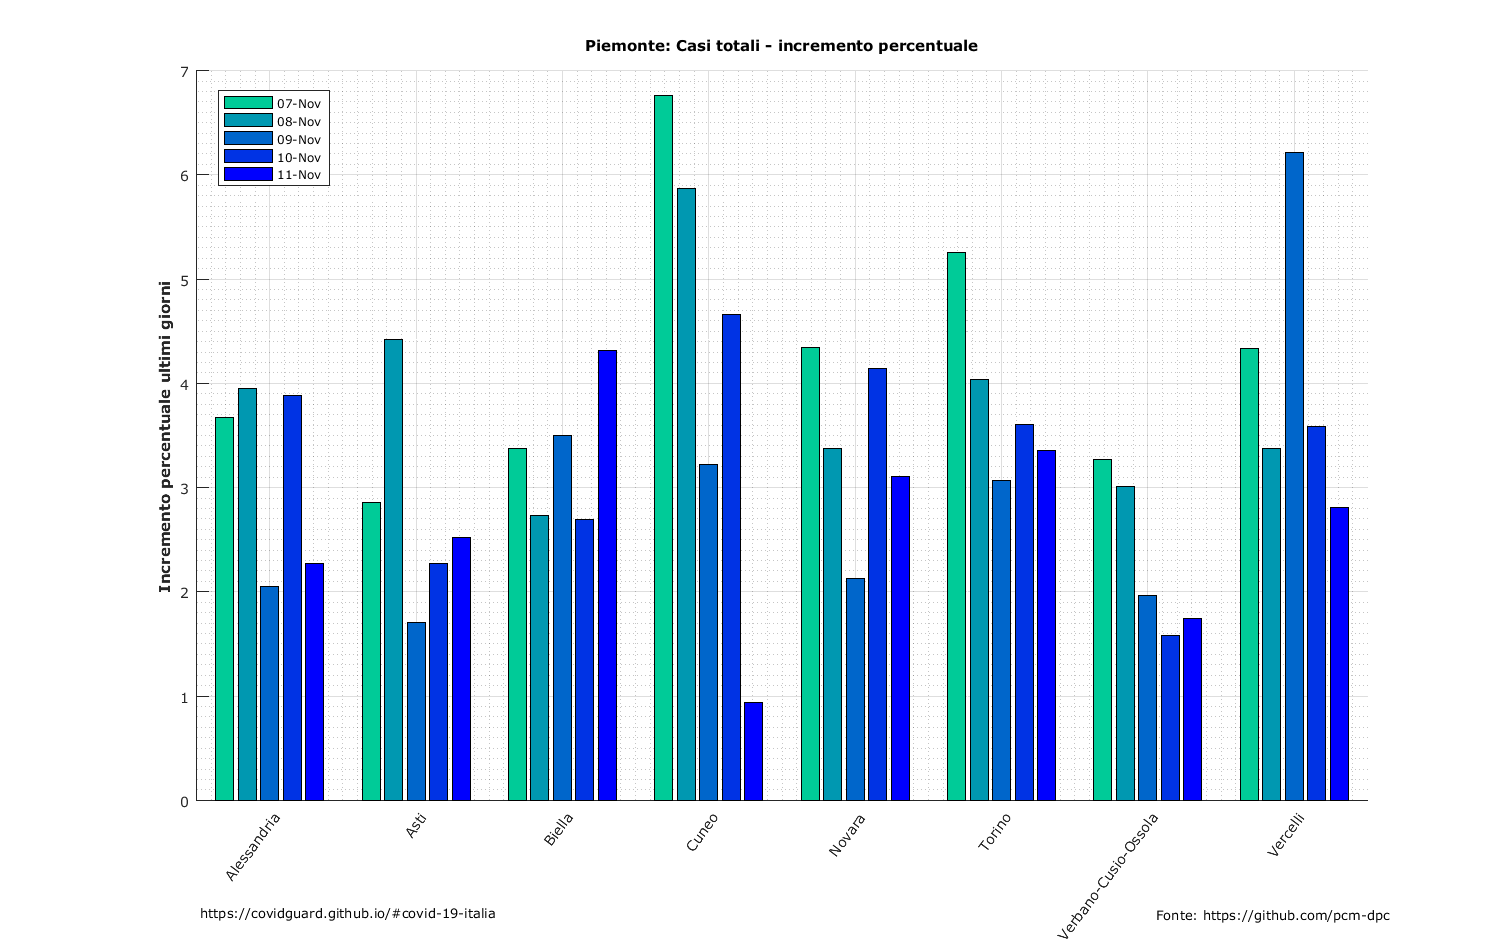 Piemonte: Casi totali - incremento percentuale
Incremento percentuale ultimi giorni
7
6
5
4
3
2
1
0
07-Nov
08-Nov
09-Nov
10-Nov
11-Nov
Alessandria
Asti
Biella
Cuneo
Novara
Torino
Verbano-Cusio-Ossola
Vercelli
https://covidguard.github.io/#covid-19-italia
Fonte: https://github.com/pcm-dpc